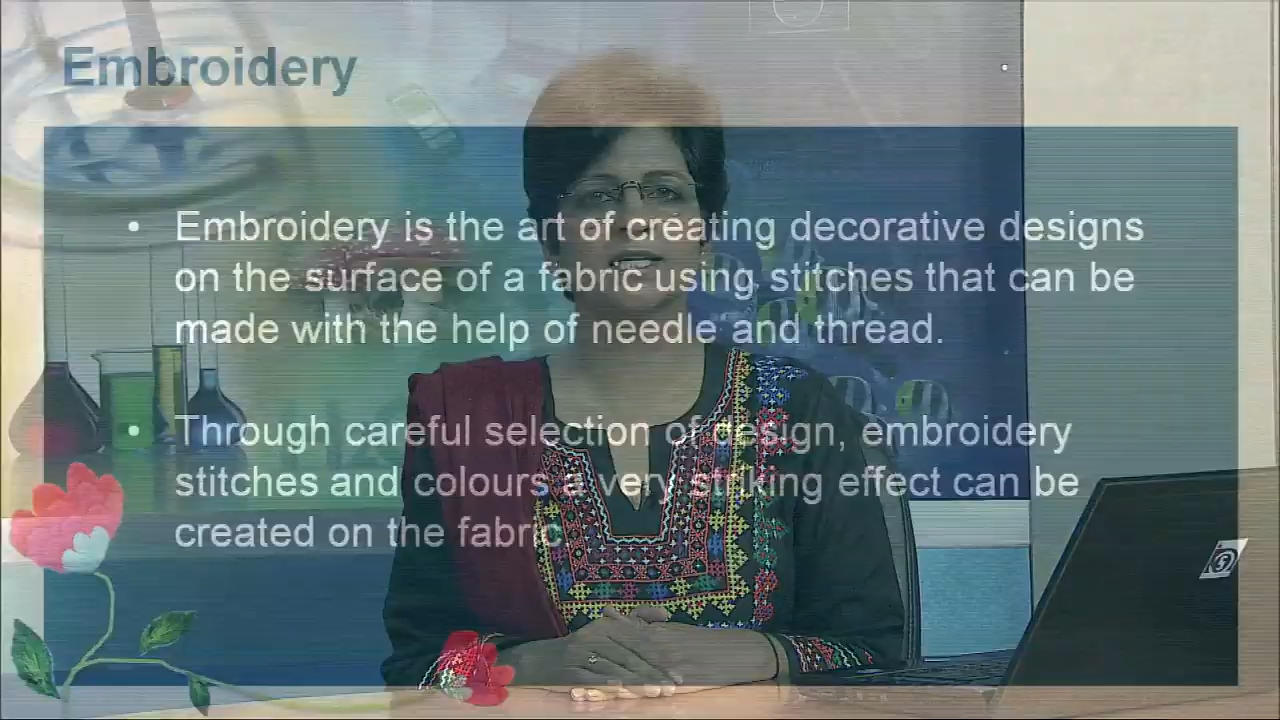 Embroidery
• Embroidery is the art of creating decorative designs
on the surface of a fabric using stitches that can be
made with the help of needle and thread.
• Through careful selection of design, embroidery
stitches and colours a very striking effect can be
created on the fabric